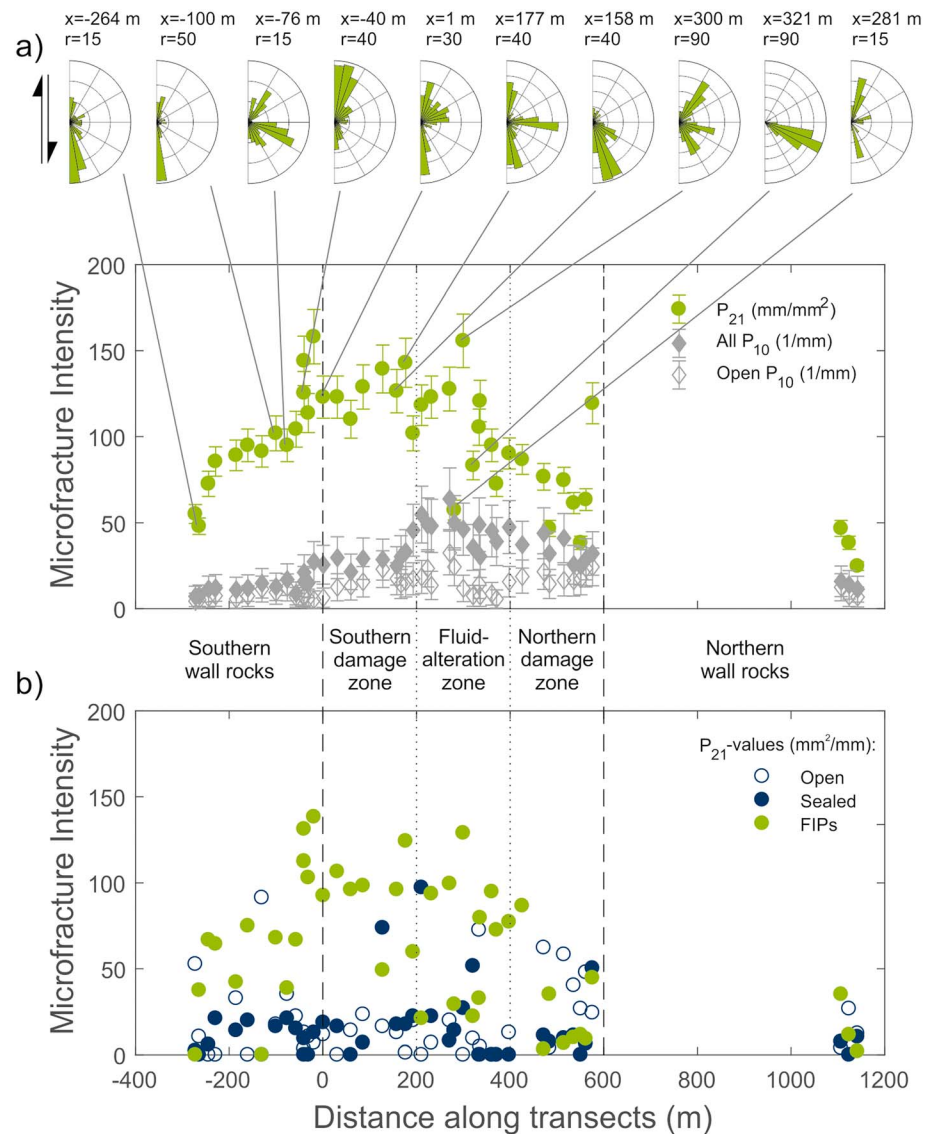 a)
x=-264 m x=-100 m x=-76 m x=-40 m x=1 m x=177 m x=158 m x=300 m x=321 m x=281 m
r=15 r=50 r=15 r=40 r=30 r=40 r=40 r=90 r=90 r=15
Microfracture Intensity
200
150
100
50
0
P21 (mm/mm²)
All P10 (1/mm)
Open P10 (1/mm)
Southern
wall rocks
Southern
damage
zone
Fluid-
alteration
zone
Northern
damage
zone
Northern
wall rocks
b)
Microfracture Intensity
200
150
100
50
0
P21-values (mm²/mm):
Open
Sealed
FIPs
-400 -200 0 200 400 600 800 1000 1200
Distance along transects (m)